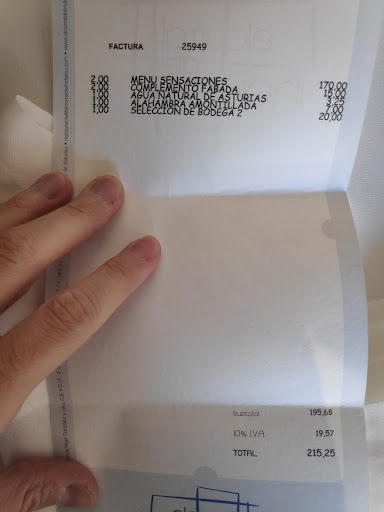 FACTURA 25949
2,00 MENU SENSACIONES 170,00
2,00 COMPLEMENTO FABADA 15,00
1,00 AGUA NATURAL DE ASTURIAS 3,25
1,00 ALAHAMBRA AMONTILLADA 7,00
1,00 SELECCION DE BODEGA 2 20,00
Subtotal 195,68
10% I.V.A. 19,57
TOTAL 215,25